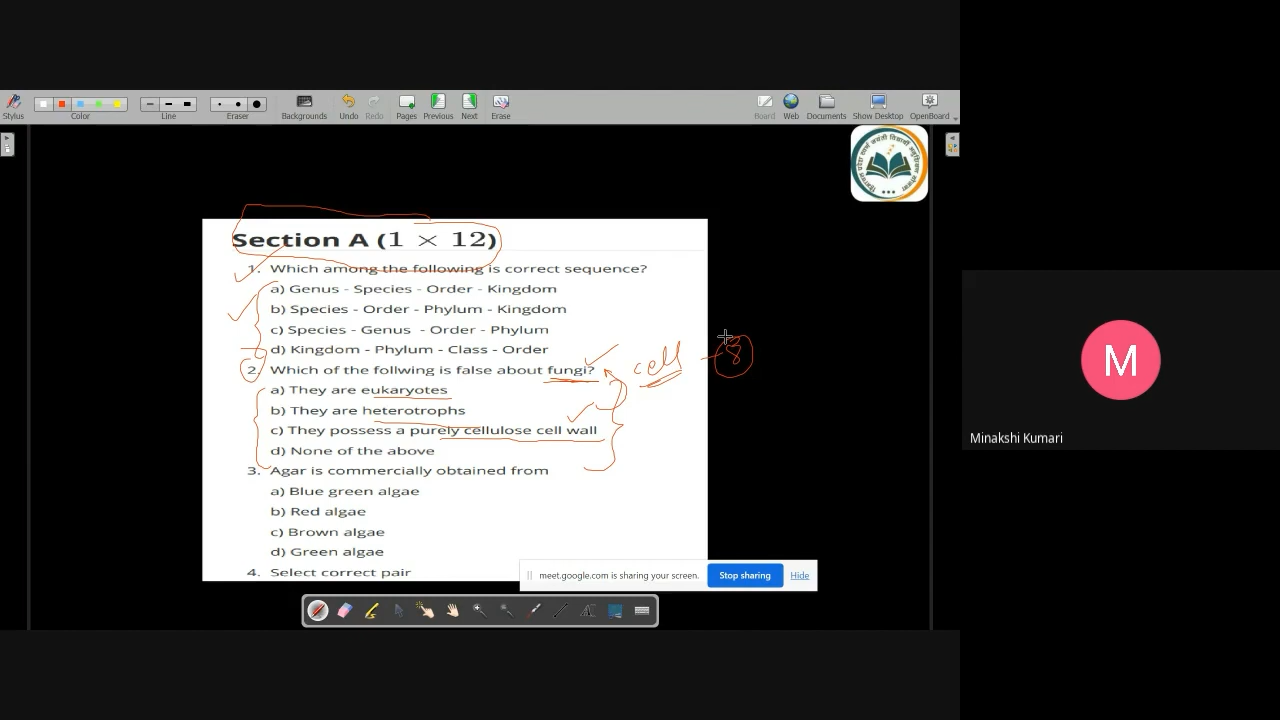 Stylus
Color
Line
Eraser
Backgrounds
Undo
Redo
Pages
Previous
Next
Erase
Board
Web
Documents
Show Desktop
OpenBoard
Section A (1 × 12)
1. Which among the following is correct sequence?
a) Genus - Species - Order - Kingdom
b) Species - Order - Phylum - Kingdom
c) Species - Genus - Order - Phylum
d) Kingdom - Phylum - Class - Order
2. Which of the follwing is false about fungi?
cell - 8
a) They are eukaryotes
b) They are heterotrophs
c) They possess a purely cellulose cell wall
d) None of the above
3. Agar is commercially obtained from
a) Blue green algae
b) Red algae
c) Brown algae
d) Green algae
4. Select correct pair
meet.google.com is sharing your screen.
Stop sharing
Hide
M
Minakshi Kumari